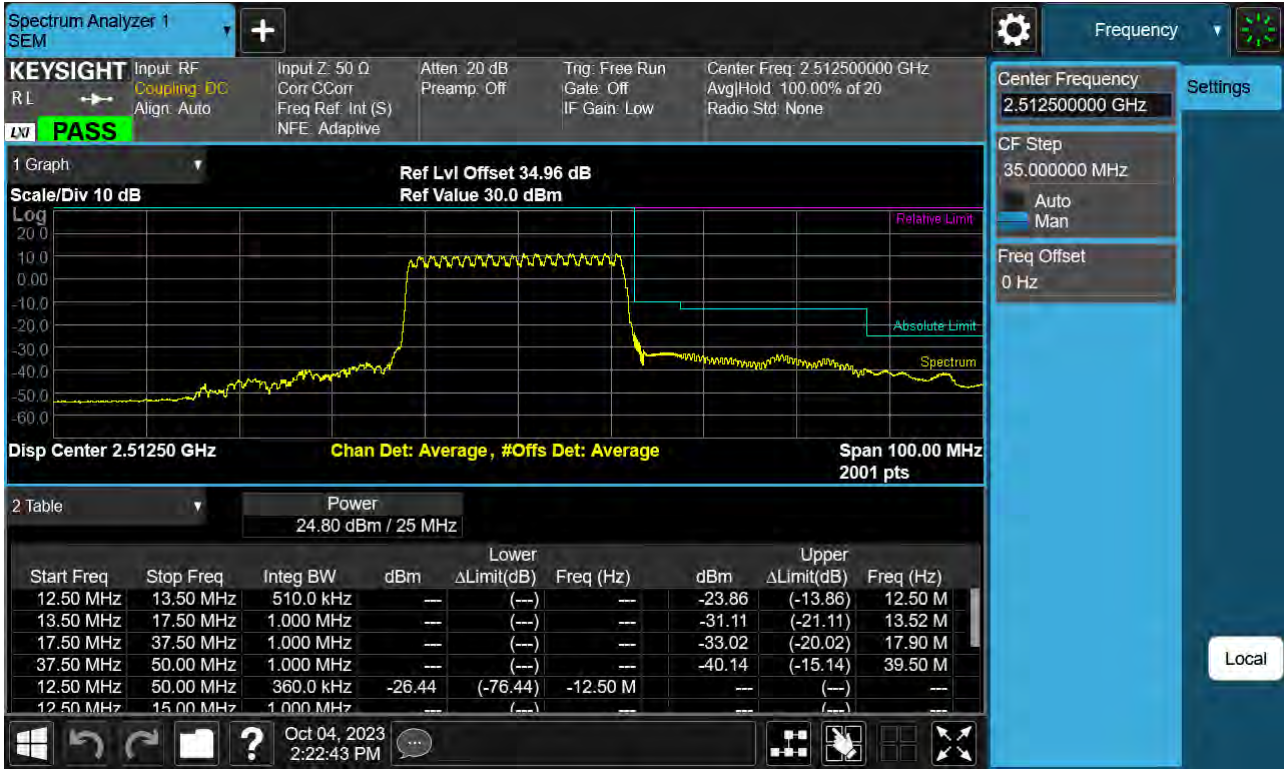 Spectrum Analyzer 1
SEM
Frequency
KEYSIGHT
Input: RF
Coupling: DC
Align: Auto
Input Z: 50 Ω
Corr CCorr
Freq Ref: Int (S)
NFE: Adaptive
Atten: 20 dB
Preamp: Off
Trig: Free Run
Gate: Off
IF Gain: Low
Center Freq: 2.512500000 GHz
Avg|Hold: 100.00% of 20
Radio Std: None
R L
LXI PASS
Center Frequency
2.512500000 GHz
Settings
CF Step
35.000000 MHz
Auto
Man
Freq Offset
0 Hz
Local
1 Graph
Ref Lvl Offset 34.96 dB
Scale/Div 10 dB Ref Value 30.0 dBm
Log
20.0
10.0
0.00
-10.0
-20.0
-30.0
-40.0
-50.0
-60.0
Relative Limit
Absolute Limit
Spectrum
Disp Center 2.51250 GHz Chan Det: Average, #Offs Det: Average Span 100.00 MHz
2001 pts
2 Table
Power
24.80 dBm / 25 MHz
Lower Upper
Start Freq Stop Freq Integ BW dBm ΔLimit(dB) Freq (Hz) dBm ΔLimit(dB) Freq (Hz)
12.50 MHz 13.50 MHz 510.0 kHz --- (---) --- -23.86 (-13.86) 12.50 M
13.50 MHz 17.50 MHz 1.000 MHz --- (---) --- -31.11 (-21.11) 13.52 M
17.50 MHz 37.50 MHz 1.000 MHz --- (---) --- -33.02 (-20.02) 17.90 M
37.50 MHz 50.00 MHz 1.000 MHz --- (---) --- -40.14 (-15.14) 39.50 M
12.50 MHz 50.00 MHz 360.0 kHz -26.44 (-76.44) -12.50 M --- (---) ---
12.50 MHz 15.00 MHz 1.000 MHz --- (---) --- --- (---) ---
?
Oct 04, 2023
2:22:43 PM